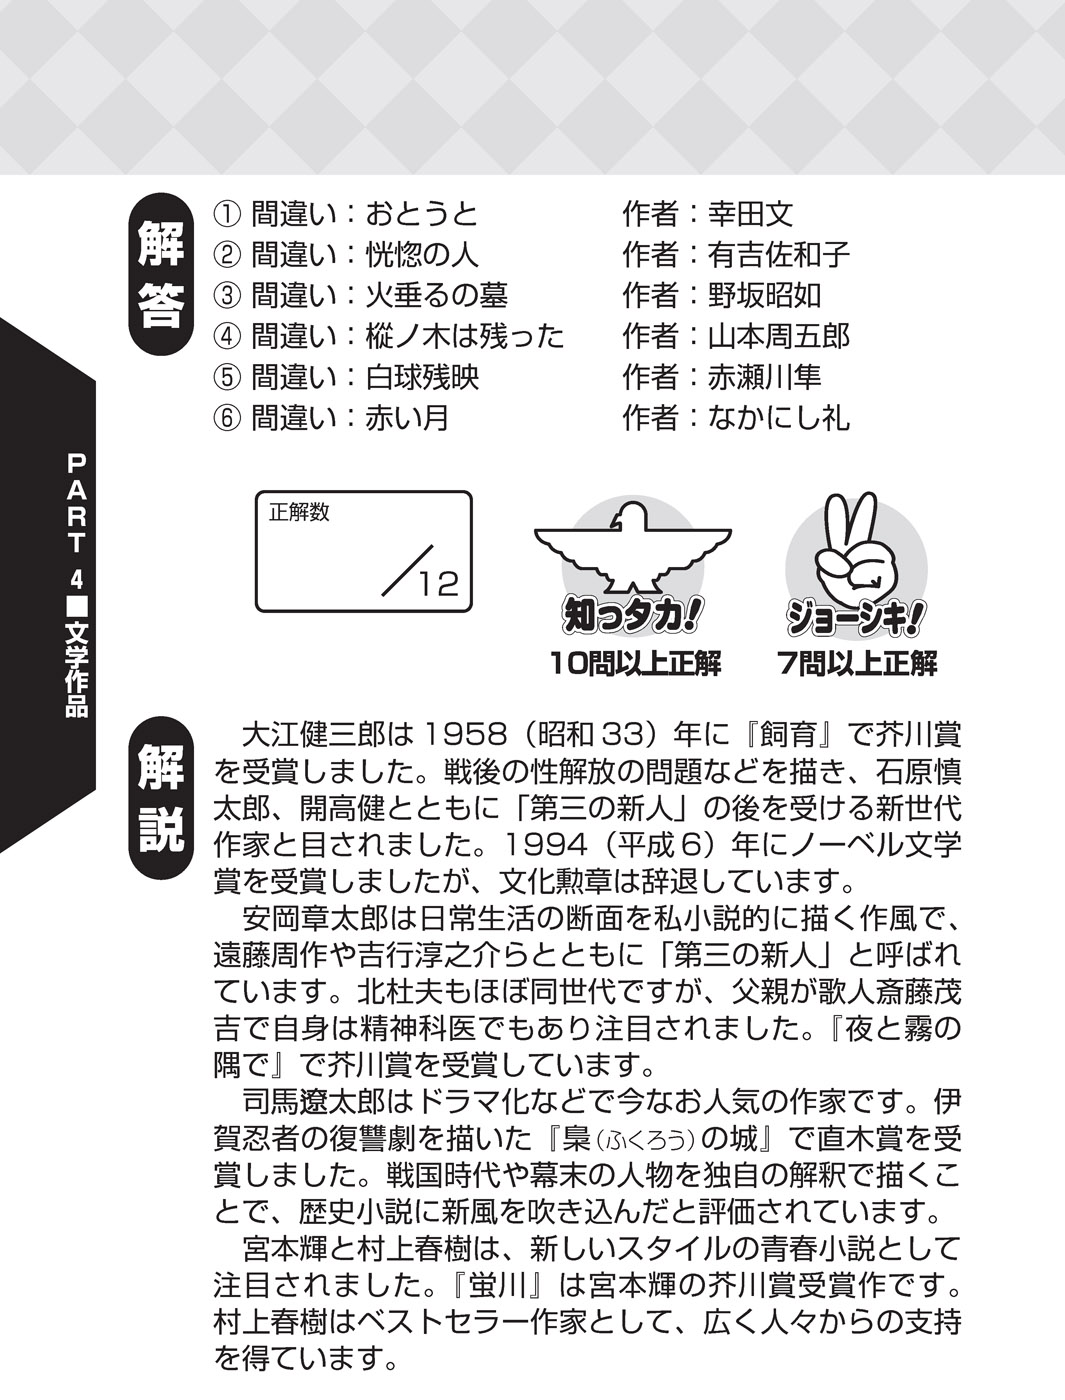 解答
① 間違い：おとうと 作者：幸田文
② 間違い：恍惚の人 作者：有吉佐和子
③ 間違い：火垂るの墓 作者：野坂昭如
④ 間違い：樅ノ木は残った 作者：山本周五郎
⑤ 間違い：白球残映 作者：赤瀬川隼
⑥ 間違い：赤い月 作者：なかにし礼
正解数
／12
知っタカ！
10問以上正解
ジョーシキ！
7問以上正解
PART 4■文学作品
解説
大江健三郎は1958（昭和33）年に『飼育』で芥川賞
を受賞しました。戦後の性解放の問題などを描き、石原慎
太郎、開高健とともに「第三の新人」の後を受ける新世代
作家と目されました。1994（平成6）年にノーベル文学
賞を受賞しましたが、文化勲章は辞退しています。
安岡章太郎は日常生活の断面を私小説的に描く作風で、
遠藤周作や吉行淳之介らとともに「第三の新人」と呼ばれ
ています。北杜夫もほぼ同世代ですが、父親が歌人斎藤茂
吉で自身は精神科医でもあり注目されました。『夜と霧の
隅で』で芥川賞を受賞しています。
司馬遼太郎はドラマ化などで今なお人気の作家です。伊
賀忍者の復讐劇を描いた『梟（ふくろう）の城』で直木賞を受
賞しました。戦国時代や幕末の人物を独自の解釈で描くこ
とで、歴史小説に新風を吹き込んだと評価されています。
宮本輝と村上春樹は、新しいスタイルの青春小説として
注目されました。『蛍川』は宮本輝の芥川賞受賞作です。
村上春樹はベストセラー作家として、広く人々からの支持
を得ています。